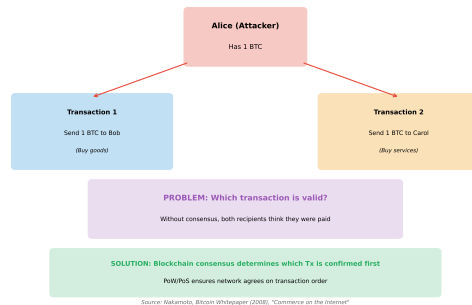 Alice (Attacker)
Has 1 BTC
Transaction 1
Send 1 BTC to Bob
(Buy goods)
Transaction 2
Send 1 BTC to Carol
(Buy services)
PROBLEM: Which transaction is valid?
Without consensus, both recipients think they were paid
SOLUTION: Blockchain consensus determines which Tx is confirmed first
PoW/PoS ensures network agrees on transaction order
Source: Nakamoto, Bitcoin Whitepaper (2008), "Commerce on the Internet"